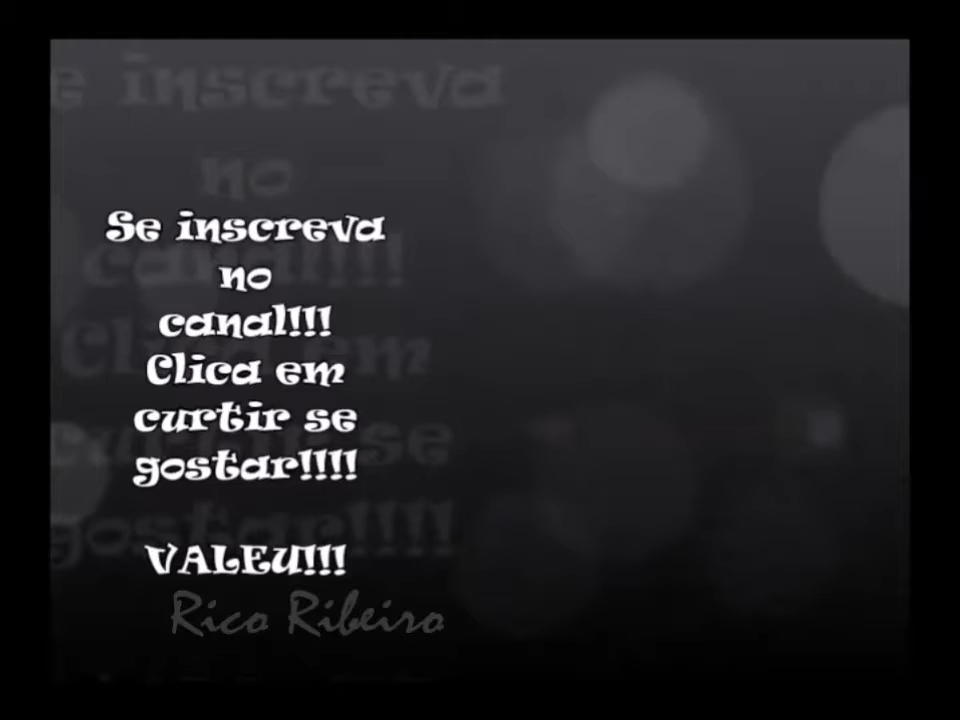 Se inscreva
no
canal!!!
Clica em
curtir se
gostar!!!!
VALEU!!!
Rico Ribeiro